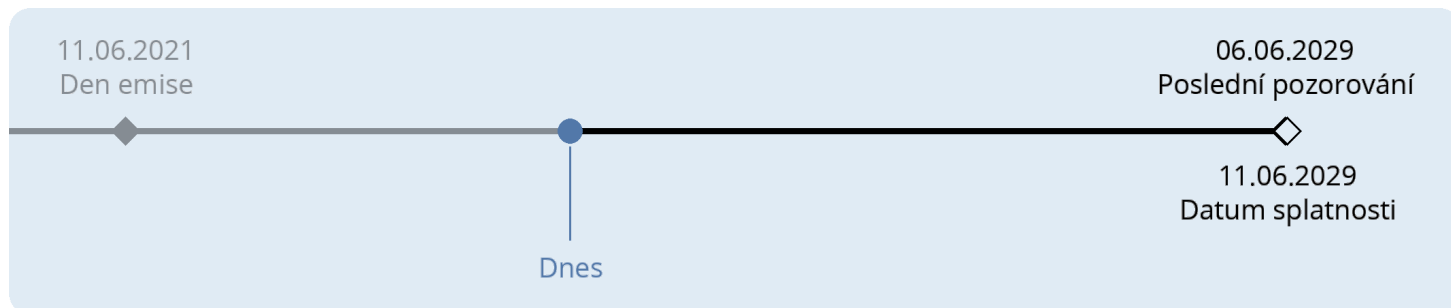 11.06.2021
Den emise
06.06.2029
Poslední pozorování
11.06.2029
Datum splatnosti
Dnes